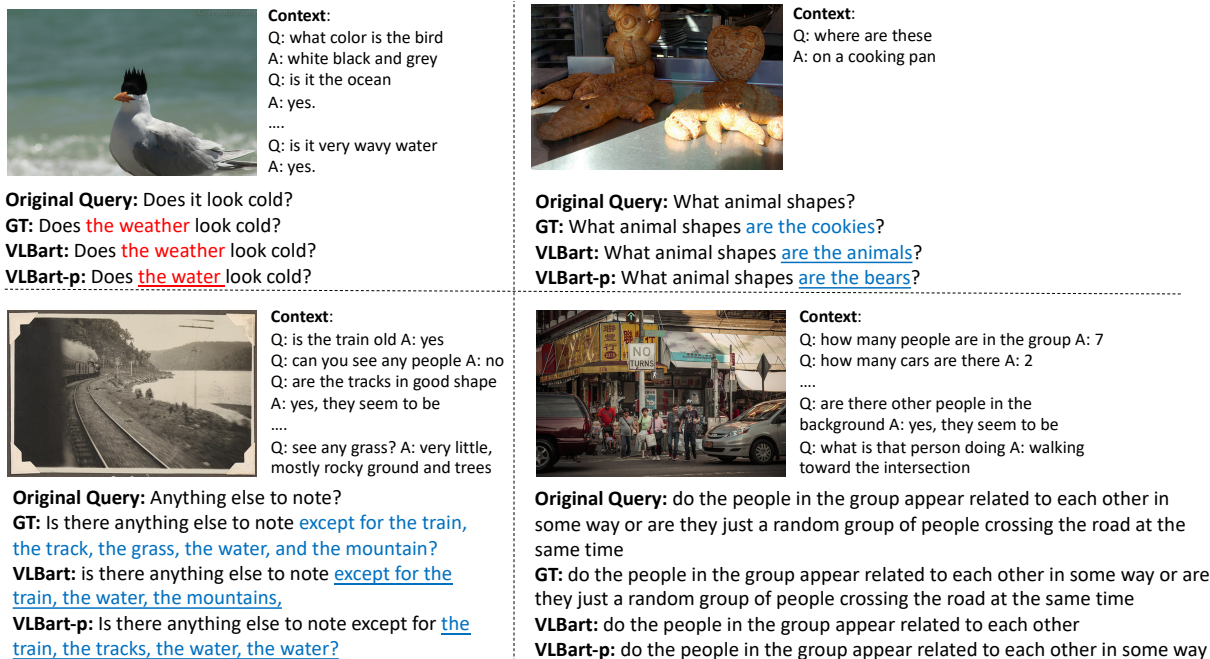 Context:
Q: what color is the bird
A: white black and grey
Q: is it the ocean
A: yes.
....
Q: is it very wavy water
A: yes.
Original Query: Does it look cold?
GT: Does the weather look cold?
VLBart: Does the weather look cold?
VLBart-p: Does the water look cold?
Context:
Q: where are these
A: on a cooking pan
Original Query: What animal shapes?
GT: What animal shapes are the cookies?
VLBart: What animal shapes are the animals?
VLBart-p: What animal shapes are the bears?
Context:
Q: is the train old A: yes
Q: can you see any people A: no
Q: are the tracks in good shape
A: yes, they seem to be
....
Q: see any grass? A: very little,
mostly rocky ground and trees
Original Query: Anything else to note?
GT: Is there anything else to note except for the train,
the track, the grass, the water, and the mountain?
VLBart: is there anything else to note except for the
train, the water, the mountains,
VLBart-p: Is there anything else to note except for the
train, the tracks, the water, the water?
NO
TURNS
Context:
Q: how many people are in the group A: 7
Q: how many cars are there A: 2
....
Q: are there other people in the
background A: yes, they seem to be
Q: what is that person doing A: walking
toward the intersection
Original Query: do the people in the group appear related to each other in
some way or are they just a random group of people crossing the road at the
same time
GT: do the people in the group appear related to each other in some way or are
they just a random group of people crossing the road at the same time
VLBart: do the people in the group appear related to each other
VLBart-p: do the people in the group appear related to each other in some way